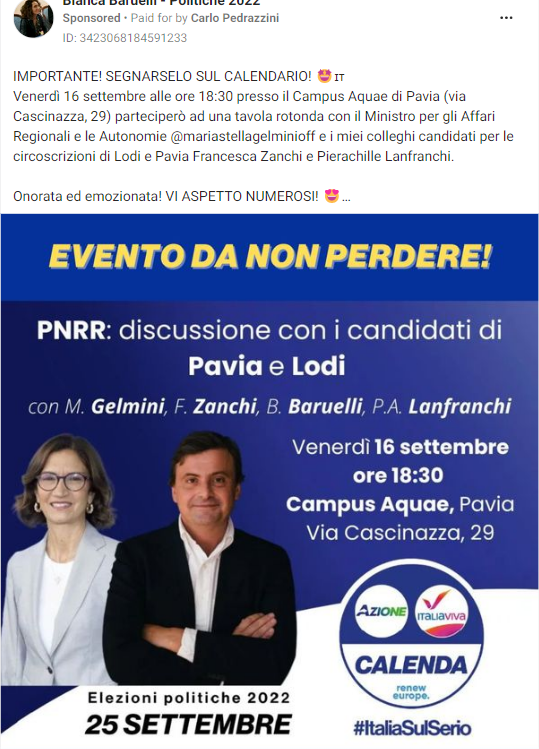 Bianca Baruelli - Politiche 2022
Sponsored • Paid for by Carlo Pedrazzini
ID: 3423068184591233
IMPORTANTE! SEGNARSELO SUL CALENDARIO! 🤩 IT
Venerdì 16 settembre alle ore 18:30 presso il Campus Aquae di Pavia (via
Cascinazza, 29) parteciperò ad una tavola rotonda con il Ministro per gli Affari
Regionali e le Autonomie @mariastellagelminioff e i miei colleghi candidati per le
circoscrizioni di Lodi e Pavia Francesca Zanchi e Pierachille Lanfranchi.
Onorata ed emozionata! VI ASPETTO NUMEROSI! 🤩 ...
EVENTO DA NON PERDERE!
PNRR: discussione con i candidati di
Pavia e Lodi
con M. Gelmini, F. Zanchi, B. Baruelli, P.A. Lanfranchi
Venerdì 16 settembre
ore 18:30
Campus Aquae, Pavia
Via Cascinazza, 29
AZIONE
ITALIAVIVA
CALENDA
renew
europe.
Elezioni politiche 2022
25 SETTEMBRE
#ItaliaSulSerio